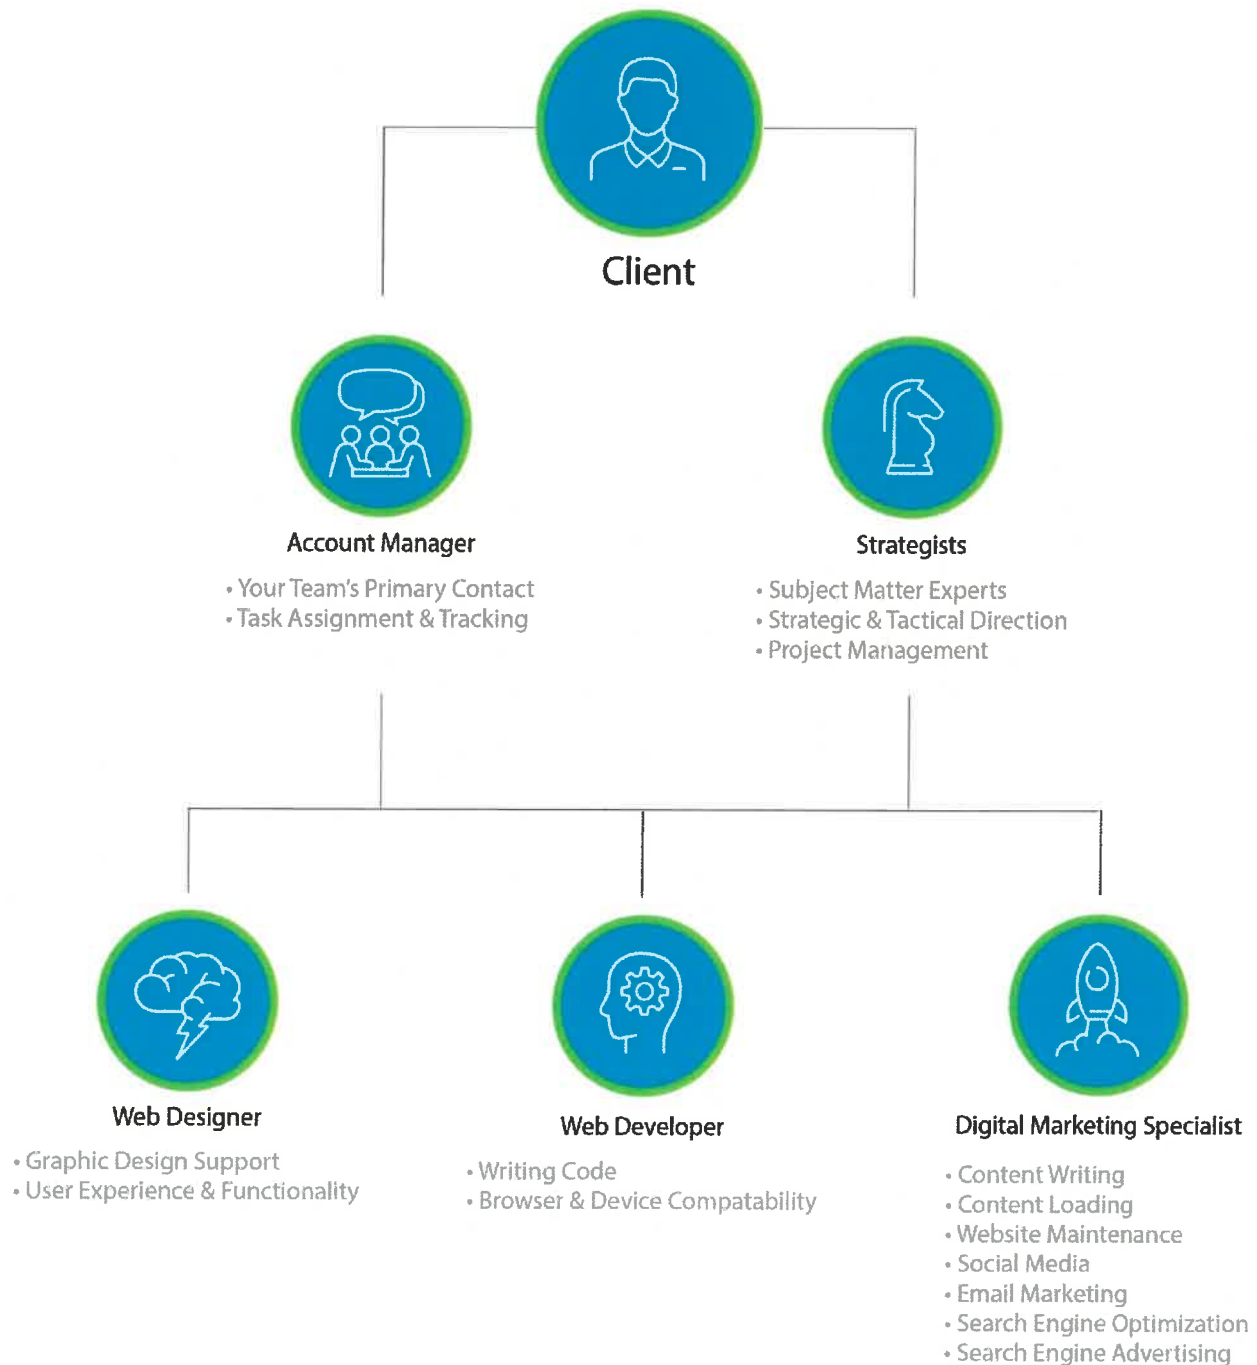 Client
Account Manager
• Your Team's Primary Contact
• Task Assignment & Tracking
Strategists
• Subject Matter Experts
• Strategic & Tactical Direction
• Project Management
Web Designer
• Graphic Design Support
• User Experience & Functionality
Web Developer
• Writing Code
• Browser & Device Compatability
Digital Marketing Specialist
• Content Writing
• Content Loading
• Website Maintenance
• Social Media
• Email Marketing
• Search Engine Optimization
• Search Engine Advertising